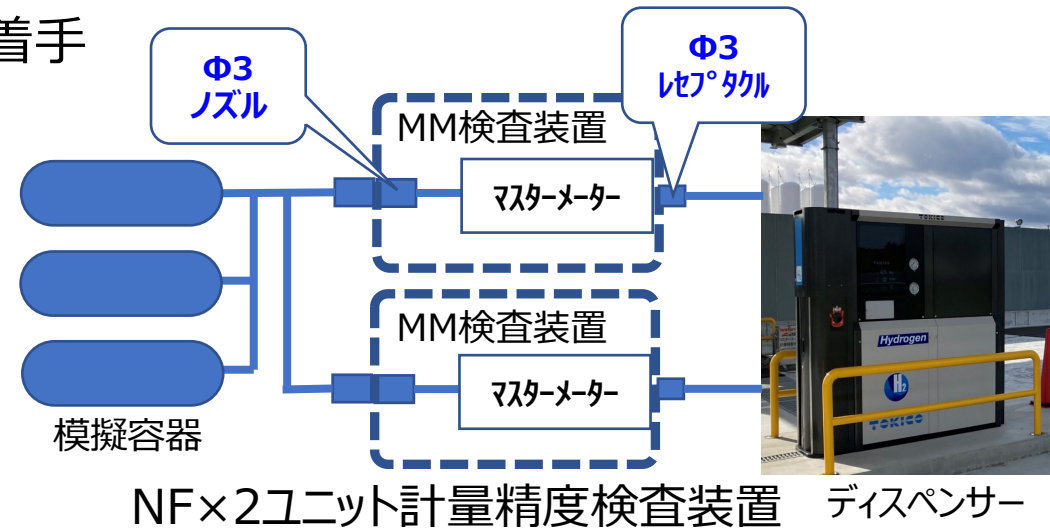 着手
Φ3
ノズル
Φ3
ﾚｾﾌﾟﾀｸﾙ
MM検査装置
ﾏｽﾀｰﾒｰﾀｰ
MM検査装置
ﾏｽﾀｰﾒｰﾀｰ
模擬容器
TOKICO
Hydrogen
H2
TOKICO
NF×2ユニット計量精度検査装置
ディスペンサー